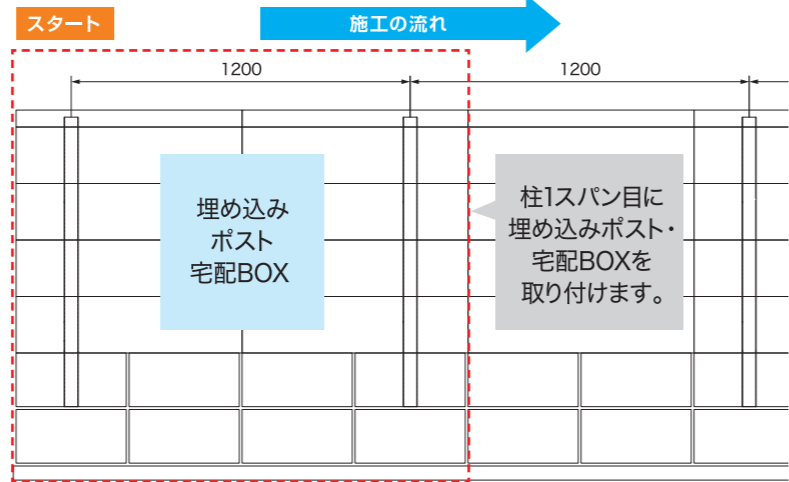 スタート
施工の流れ
1200
1200
埋め込み
ポスト
宅配BOX
柱1スパン目に
埋め込みポスト・
宅配BOXを
取り付けます。